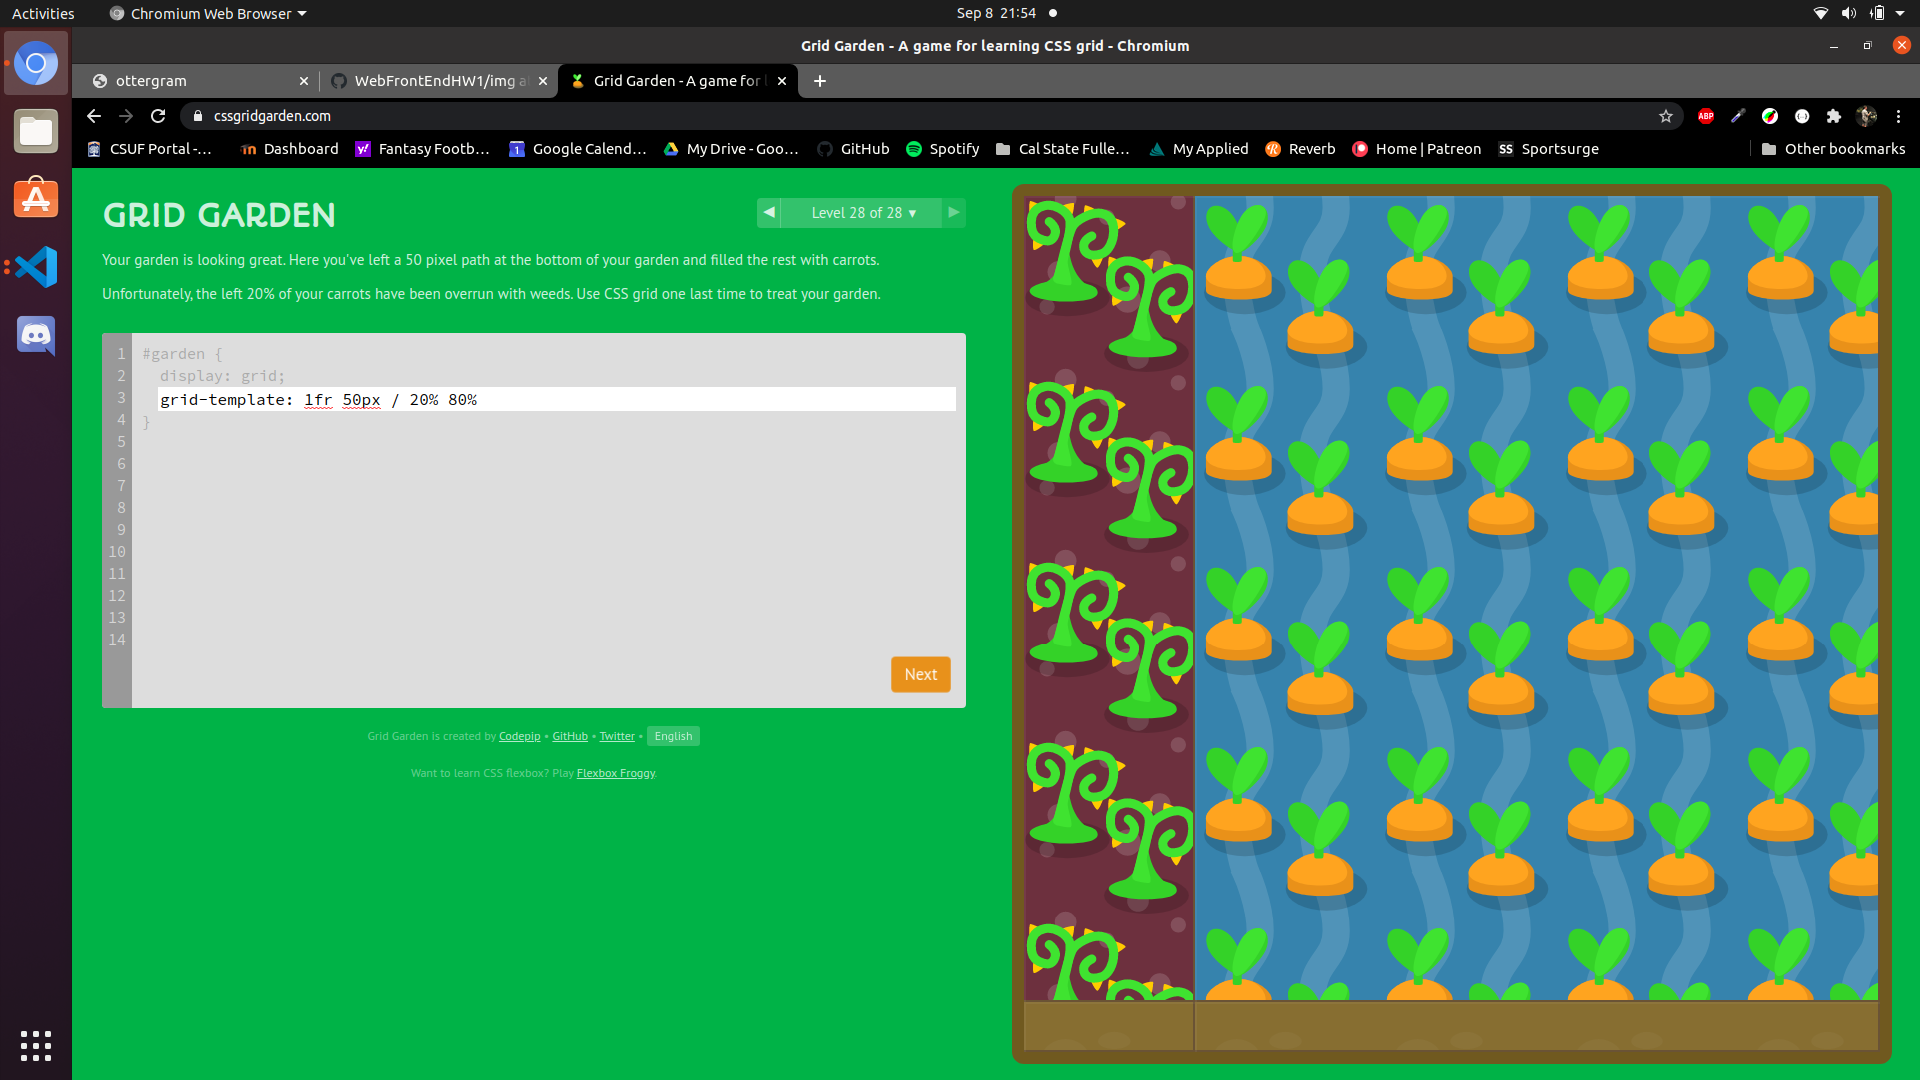 Activities
Chromium Web Browser
Sep 8 21:54
Grid Garden - A game for learning CSS grid - Chromium
ottergram
WebFrontEndHW1/img a
Grid Garden - A game for
cssgridgarden.com
ABP
CSUF Portal -...
Dashboard
Fantasy Footb...
Google Calend...
My Drive - Goo...
GitHub
Spotify
Cal State Fulle...
My Applied
Reverb
Home | Patreon
SS Sportsurge
Other bookmarks
GRID GARDEN
Level 28 of 28 ▾
Your garden is looking great. Here you've left a 50 pixel path at the bottom of your garden and filled the rest with carrots.
Unfortunately, the left 20% of your carrots have been overrun with weeds. Use CSS grid one last time to treat your garden.
1 #garden {
2 display: grid;
3 grid-template: 1fr 50px / 20% 80%
4 }
5
6
7
8
9
10
11
12
13
14
Next
Grid Garden is created by Codepip • GitHub • Twitter • English
Want to learn CSS flexbox? Play Flexbox Froggy.